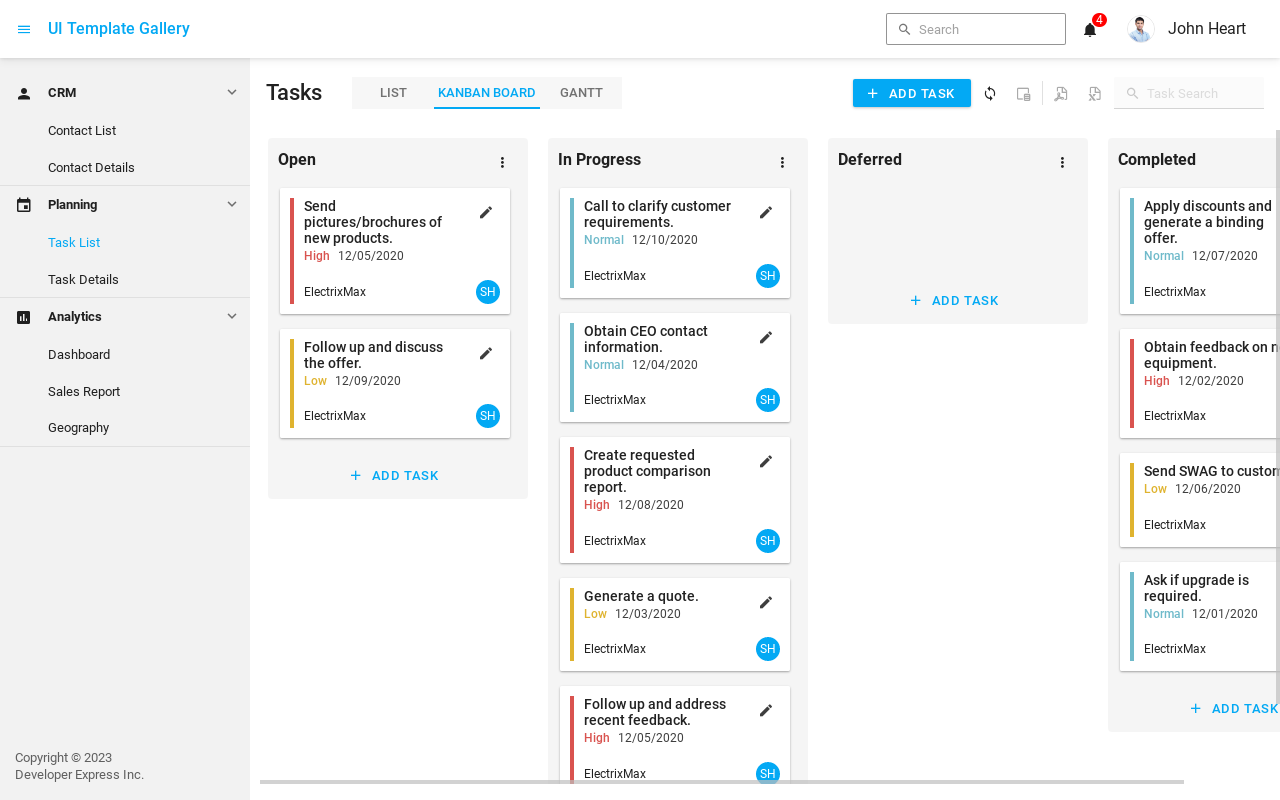 UI Template Gallery
Search
4
John Heart
CRM
Contact List
Contact Details
Planning
Task List
Task Details
Analytics
Dashboard
Sales Report
Geography
Copyright © 2023
Developer Express Inc.
Tasks
LIST
KANBAN BOARD
GANTT
ADD TASK
Task Search
Open
Send
pictures/brochures of
new products.
High 12/05/2020
ElectrixMax
SH
Follow up and discuss
the offer.
Low 12/09/2020
ElectrixMax
SH
ADD TASK
In Progress
Call to clarify customer
requirements.
Normal 12/10/2020
ElectrixMax
SH
Obtain CEO contact
information.
Normal 12/04/2020
ElectrixMax
SH
Create requested
product comparison
report.
High 12/08/2020
ElectrixMax
SH
Generate a quote.
Low 12/03/2020
ElectrixMax
SH
Follow up and address
recent feedback.
High 12/05/2020
ElectrixMax
SH
Deferred
ADD TASK
Completed
Apply discounts and
generate a binding
offer.
Normal 12/07/2020
ElectrixMax
Obtain feedback on
equipment.
High 12/02/2020
ElectrixMax
Send SWAG to
Low 12/06/2020
ElectrixMax
Ask if upgrade is
required.
Normal 12/01/2020
ElectrixMax
ADD TASK